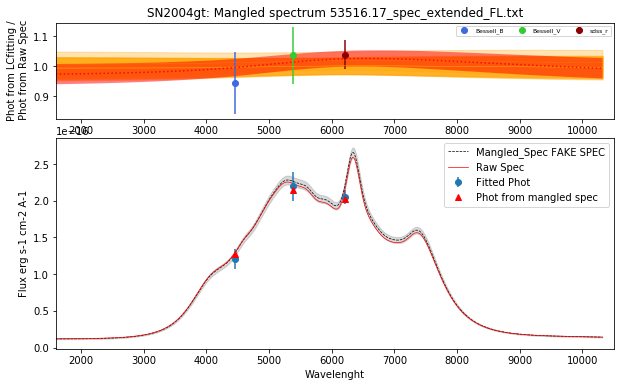 SN2004gt: Mangled spectrum 53516.17_spec_extended_FL.txt
Phot from LCfitting /
Phot from Raw Spec
1.1
1.0
0.9
Bessell_B
Bessell_V
sdss_r
2000 3000 4000 5000 6000 7000 8000 9000 10000
1e−16
Flux erg s-1 cm-2 A-1
2.5
2.0
1.5
1.0
0.5
0.0
Mangled_Spec FAKE SPEC
Raw Spec
Fitted Phot
Phot from mangled spec
2000 3000 4000 5000 6000 7000 8000 9000 10000
Wavelenght